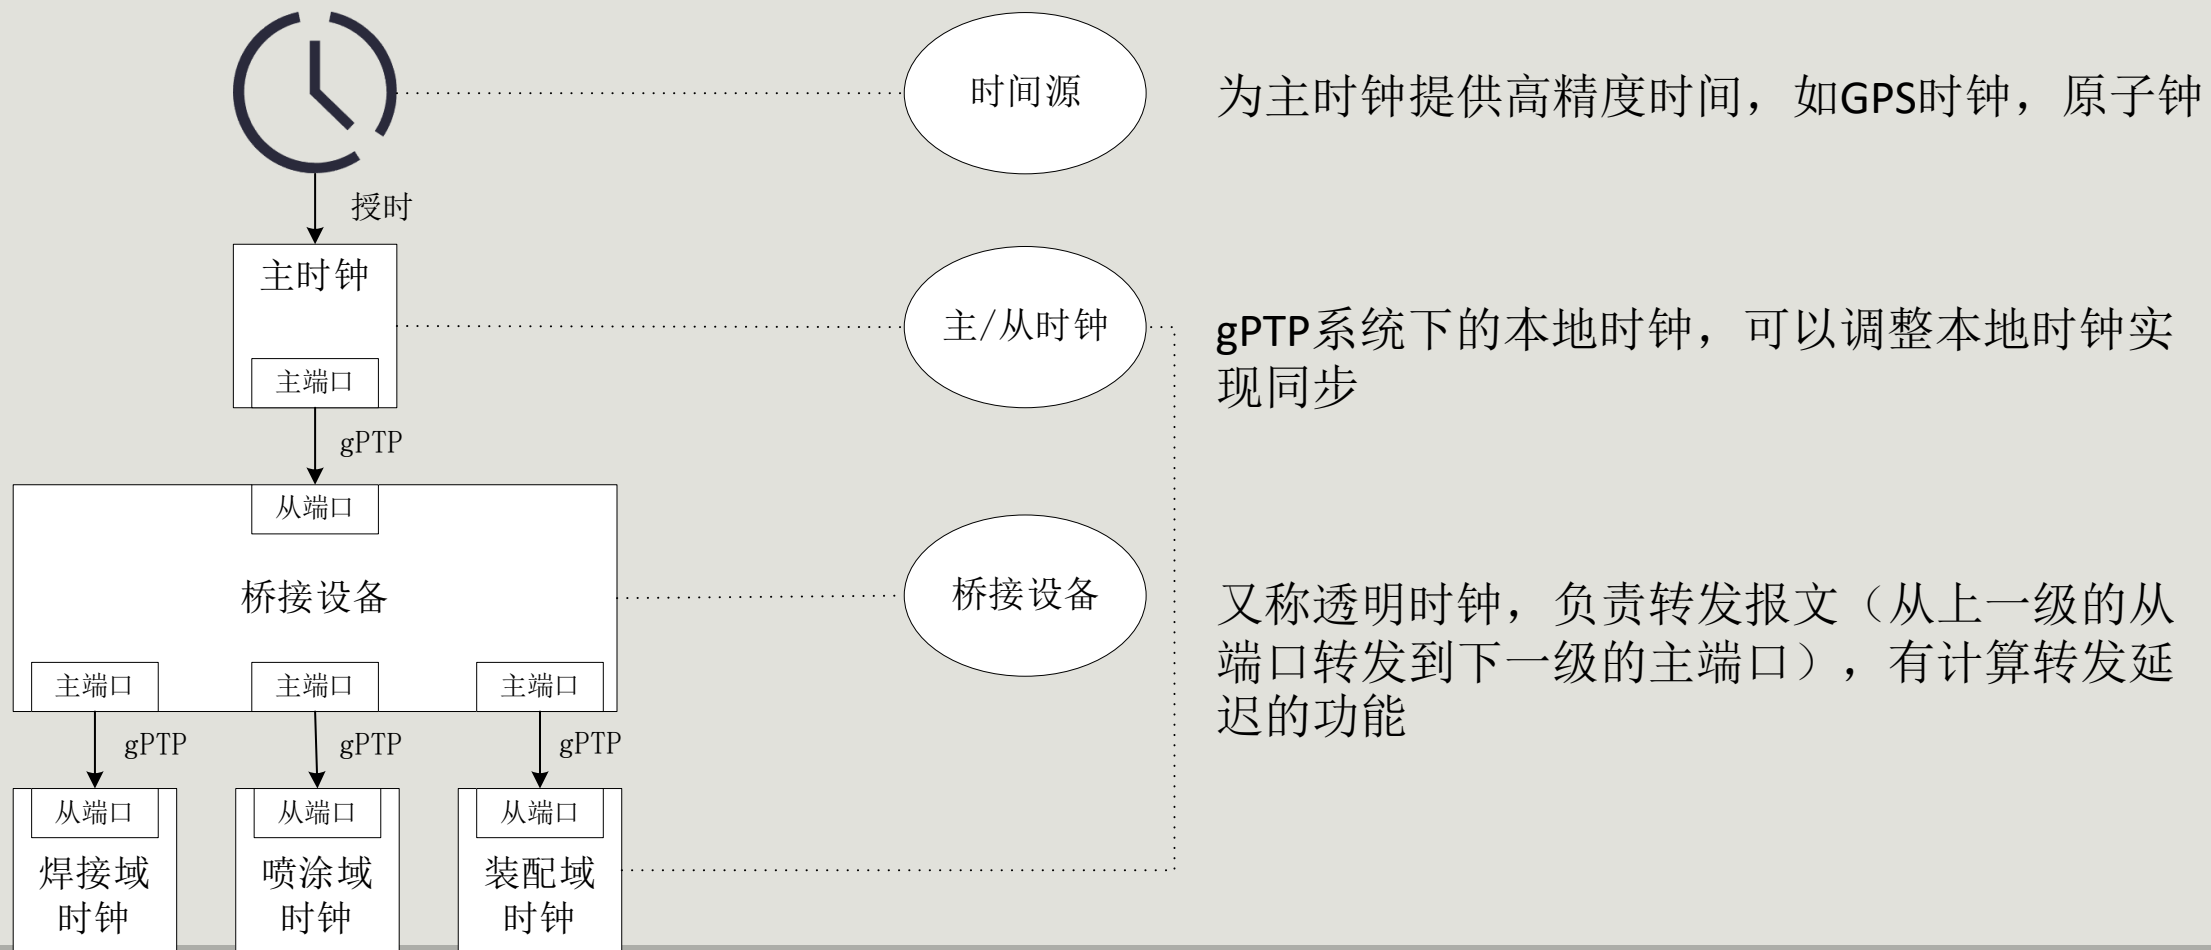 时间源
为主时钟提供高精度时间，如GPS时钟，原子钟
授时
主时钟
主端口
主/从时钟
gPTP系统下的本地时钟，可以调整本地时钟实
现同步
gPTP
从端口
桥接设备
主端口
主端口
主端口
桥接设备
又称透明时钟，负责转发报文（从上一级的从
端口转发到下一级的主端口），有计算转发延
迟的功能
gPTP
gPTP
gPTP
从端口
焊接域
时钟
从端口
喷涂域
时钟
从端口
装配域
时钟